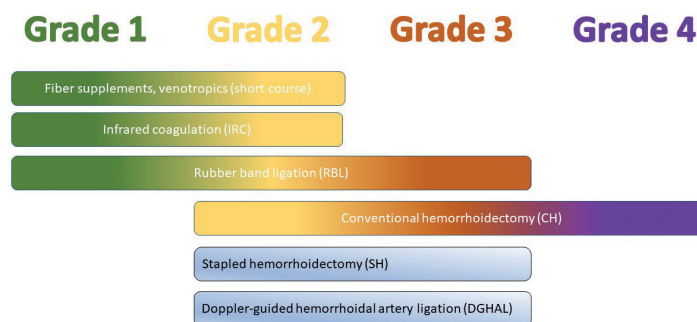 Grade 1 Grade 2 Grade 3 Grade 4
Fiber supplements, venotropics (short course)
Infrared coagulation (IRC)
Rubber band ligation (RBL)
Conventional hemorrhoidectomy (CH)
Stapled hemorrhoidectomy (SH)
Doppler-guided hemorrhoidal artery ligation (DGHAL)